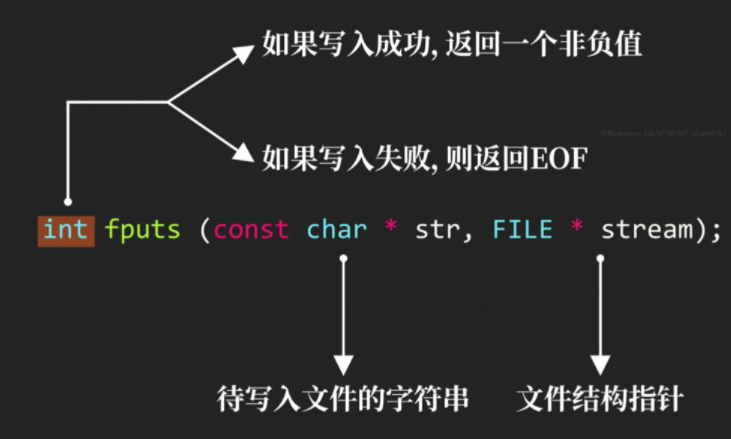 如果写入成功, 返回一个非负值
如果写入失败, 则返回EOF
int fputs (const char * str, FILE * stream);
待写入文件的字符串
文件结构指针